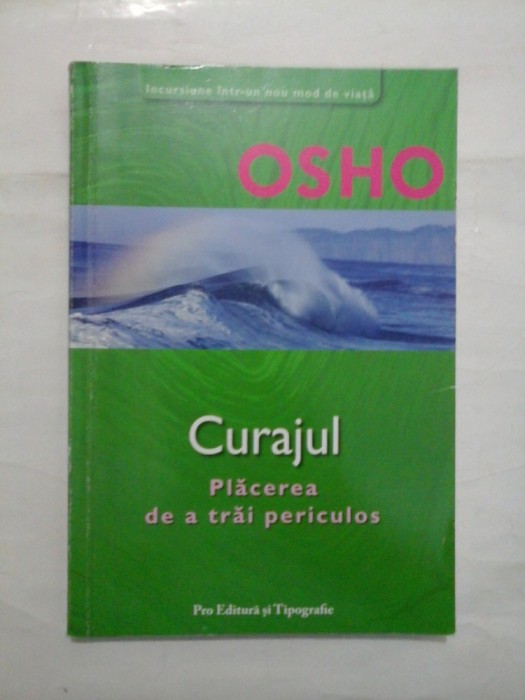 Incursiune într-un nou mod de viață
OSHO
Curajul
Plăcerea
de a trăi periculos
Pro Editură și Tipografie